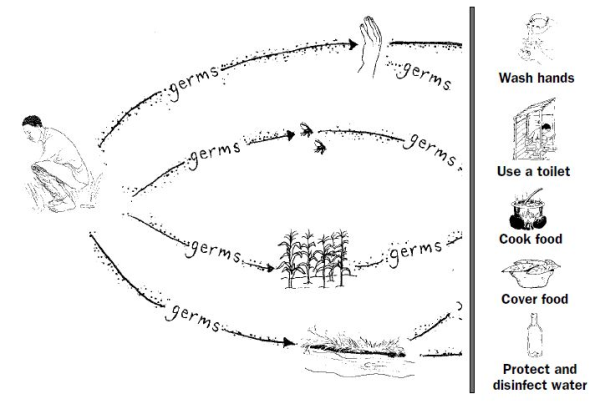 germs
germs
germs
germs
germs
germs
germs
Wash hands
Use a toilet
Cook food
Cover food
Protect and
disinfect water